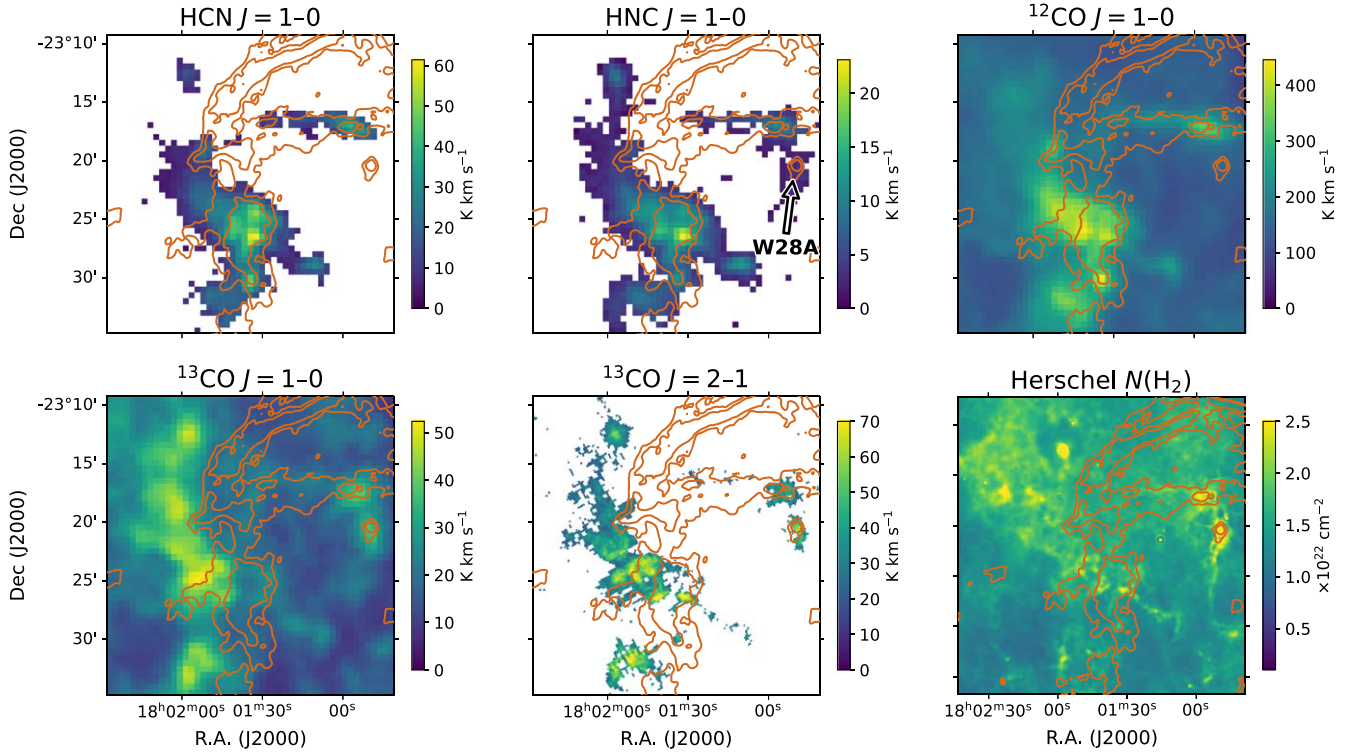 HCN J = 1–0
HNC J = 1–0
¹²CO J = 1–0
-23°10'
15'
20'
25'
30'
Dec (J2000)
60
50
40
30
20
10
0
K km s⁻¹
W28A
20
15
10
5
0
K km s⁻¹
400
300
200
100
0
K km s⁻¹
¹³CO J = 1–0
¹³CO J = 2–1
Herschel N(H₂)
-23°10'
15'
20'
25'
30'
Dec (J2000)
50
40
30
20
10
0
K km s⁻¹
70
60
50
40
30
20
10
0
K km s⁻¹
2.5
2.0
1.5
1.0
0.5
×10²² cm⁻²
18ʰ02ᵐ00ˢ 01ᵐ30ˢ 00ˢ
18ʰ02ᵐ00ˢ 01ᵐ30ˢ 00ˢ
18ʰ02ᵐ30ˢ 00ˢ 01ᵐ30ˢ 00ˢ
R.A. (J2000)
R.A. (J2000)
R.A. (J2000)